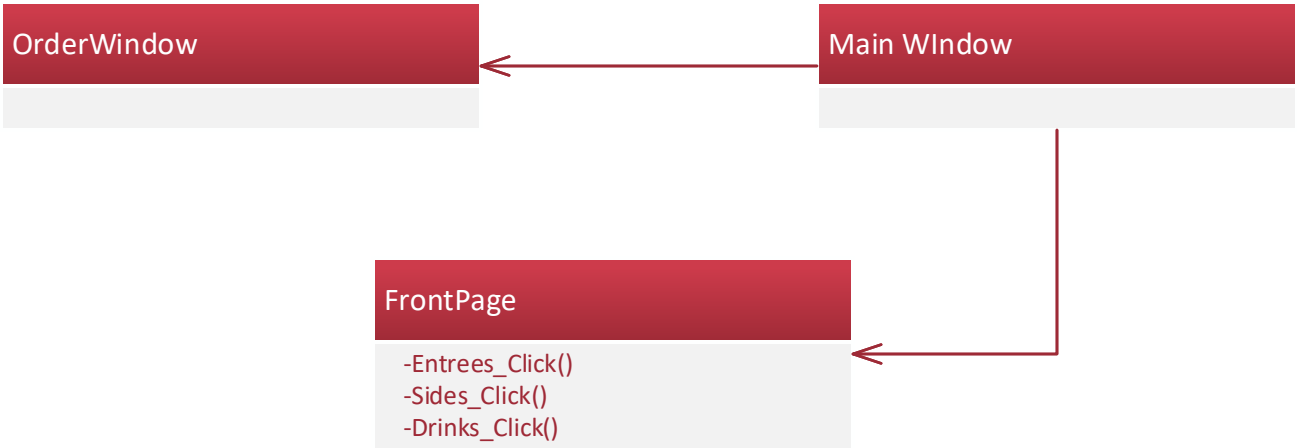 OrderWindow
Main WIndow
FrontPage
-Entrees_Click()
-Sides_Click()
-Drinks_Click()